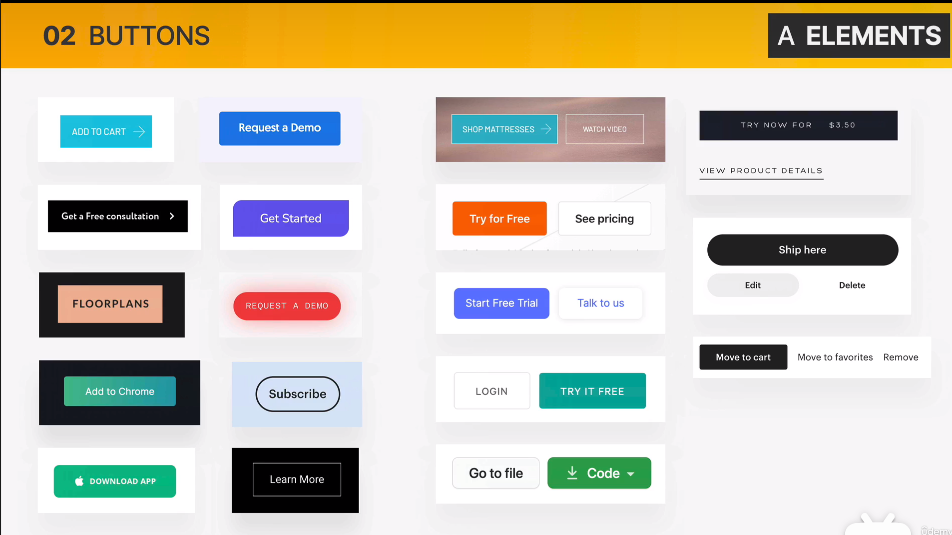 02 BUTTONS
A ELEMENTS
ADD TO CART
Request a Demo
Get a Free consultation
Get Started
FLOORPLANS
REQUEST A DEMO
Add to Chrome
Subscribe
DOWNLOAD APP
Learn More
SHOP MATTRESSES
WATCH VIDEO
Try for Free
See pricing
Start Free Trial
Talk to us
LOGIN
TRY IT FREE
Go to file
Code
TRY NOW FOR $3.50
VIEW PRODUCT DETAILS
Ship here
Edit
Delete
Move to cart
Move to favorites
Remove